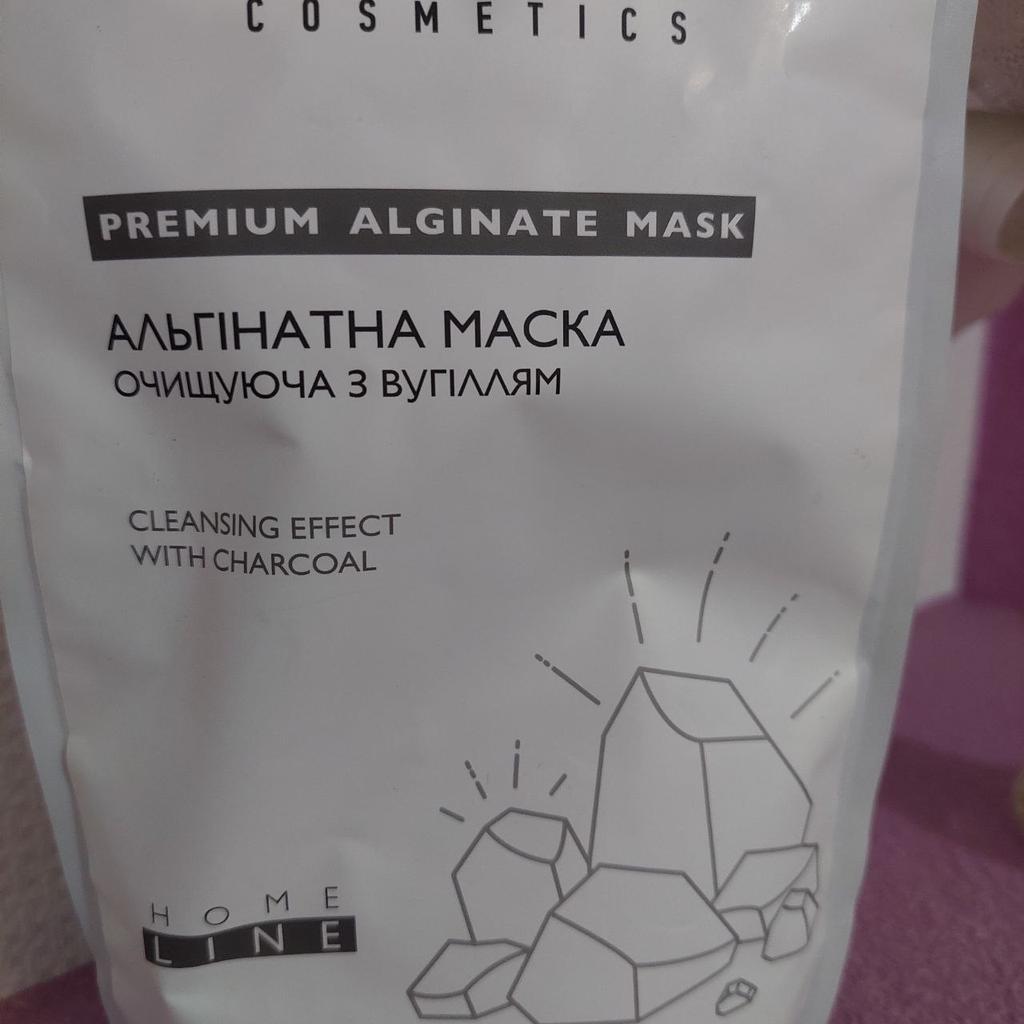 COSMETICS
PREMIUM ALGINATE MASK
АЛЬГІНАТНА МАСКА
ОЧИЩУЮЧА З ВУГІЛЛЯМ
CLEANSING EFFECT
WITH CHARCOAL
HOME
LINE